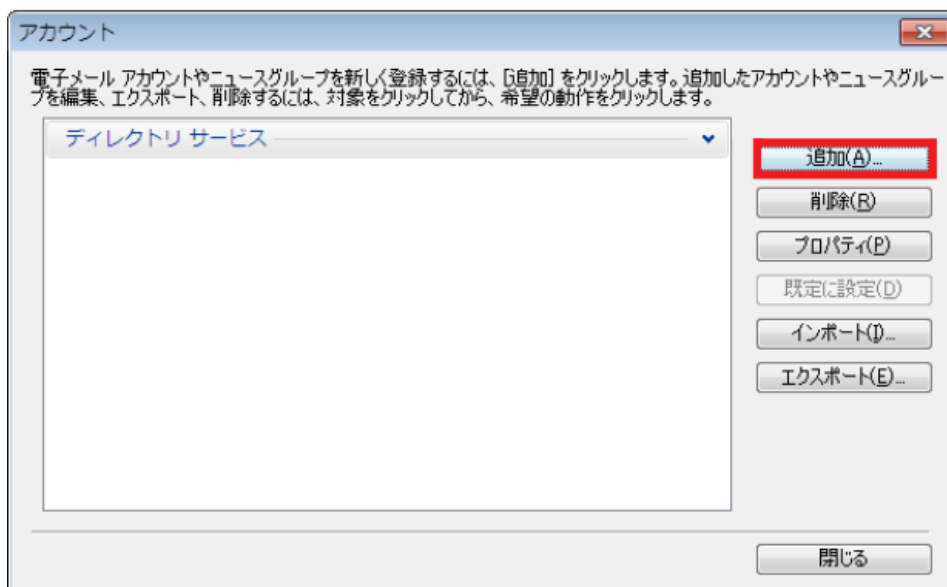 アカウント
電子メール アカウントやニュースグループを新しく登録するには、[追加] をクリックします。追加したアカウントやニュースグルー
プを編集、エクスポート、削除するには、対象をクリックしてから、希望の動作をクリックします。
ディレクトリ サービス
追加(A)...
削除(R)
プロパティ(P)
既定に設定(D)
インポート(I)...
エクスポート(E)...
閉じる